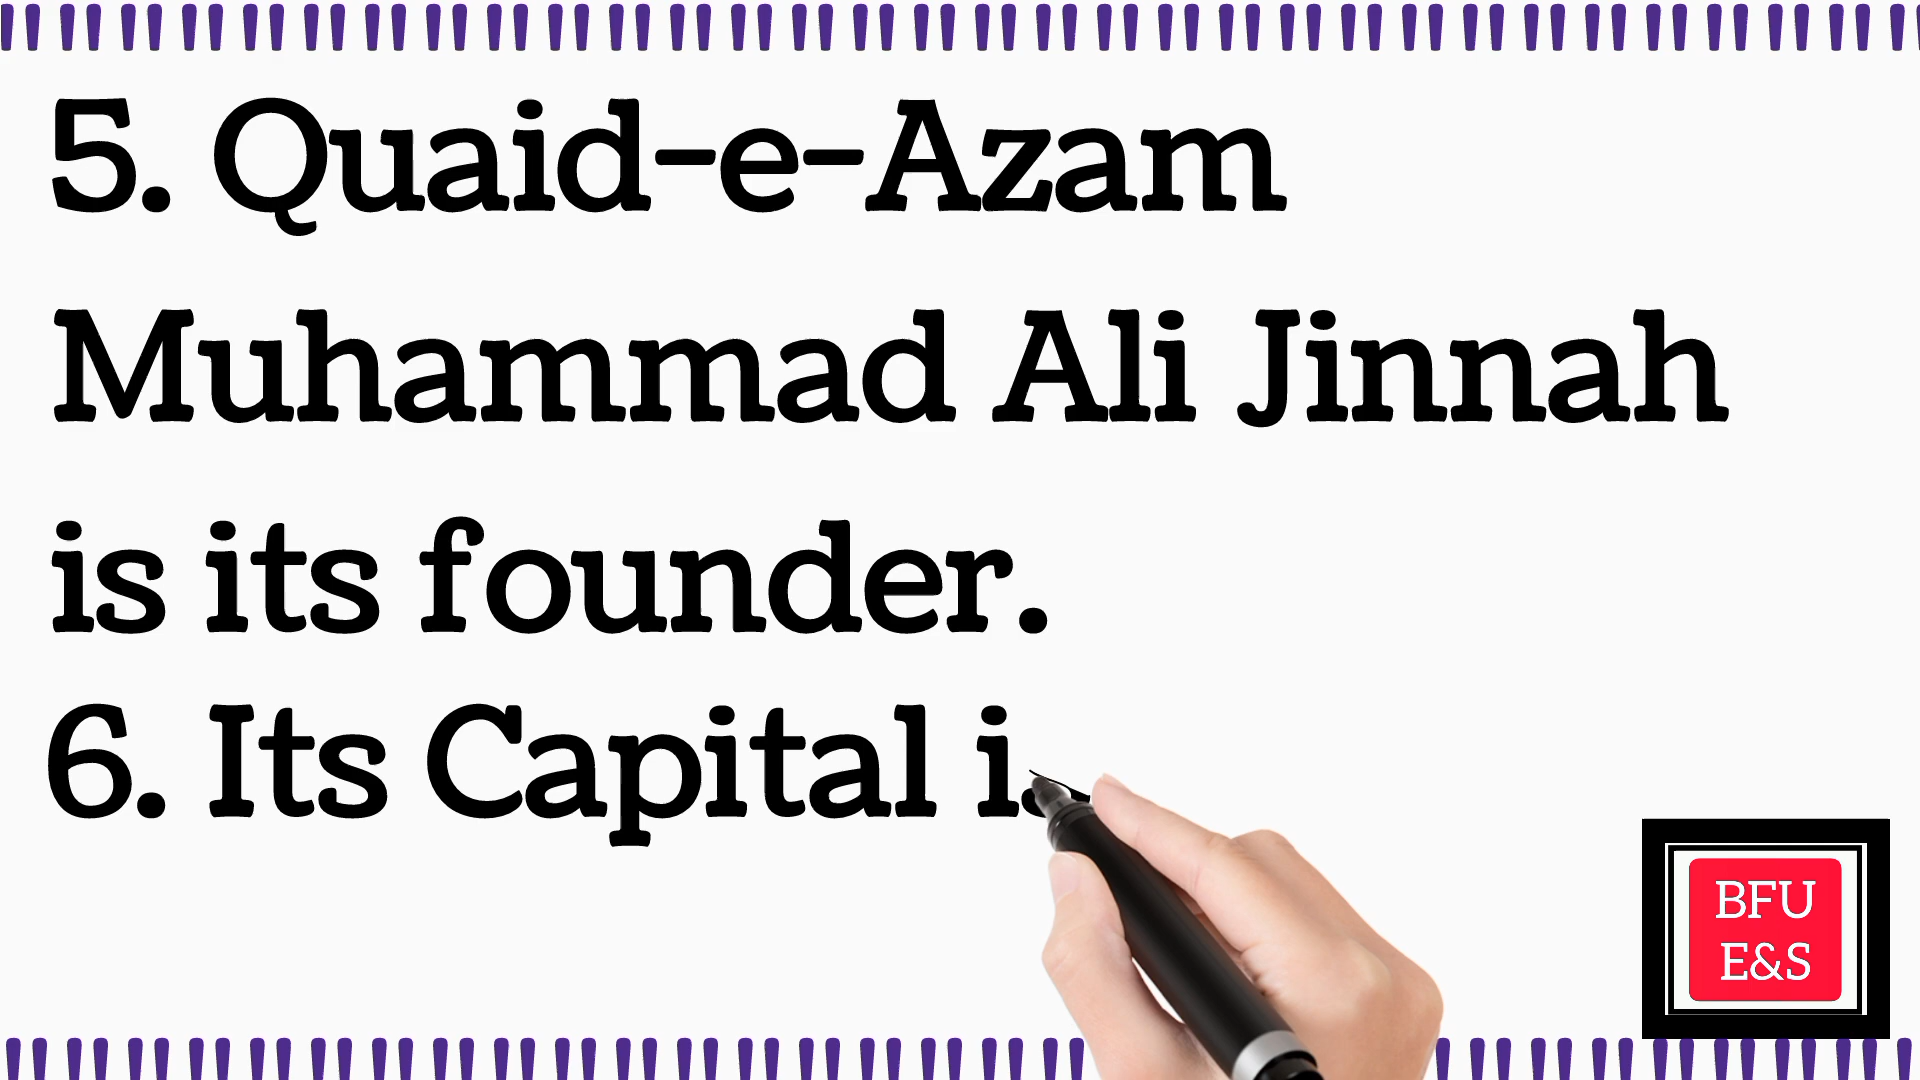 5. Quaid-e-Azam
Muhammad Ali Jinnah
is its founder.
6. Its Capital
BFU
E&S